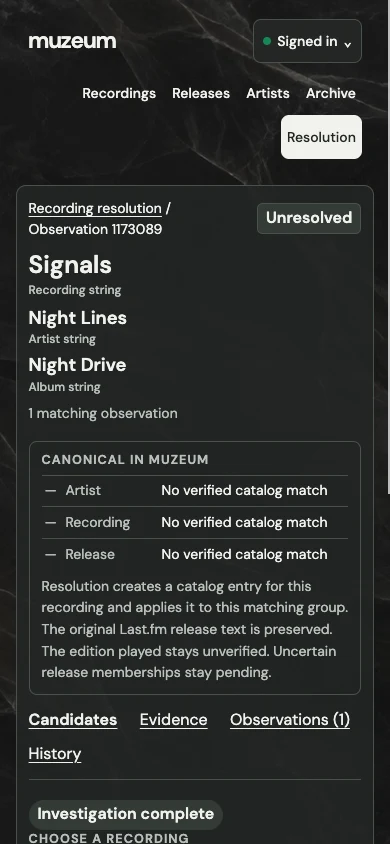 muzeum
Signed in
Recordings Releases Artists Archive
Resolution
Recording resolution /
Observation 1173089
Unresolved
Signals
Recording string
Night Lines
Artist string
Night Drive
Album string
1 matching observation
CANONICAL IN MUZEUM
— Artist No verified catalog match
— Recording No verified catalog match
— Release No verified catalog match
Resolution creates a catalog entry for this
recording and applies it to this matching group.
The original Last.fm release text is preserved.
The edition played stays unverified. Uncertain
release memberships stay pending.
Candidates Evidence Observations (1)
History
Investigation complete
CHOOSE A RECORDING